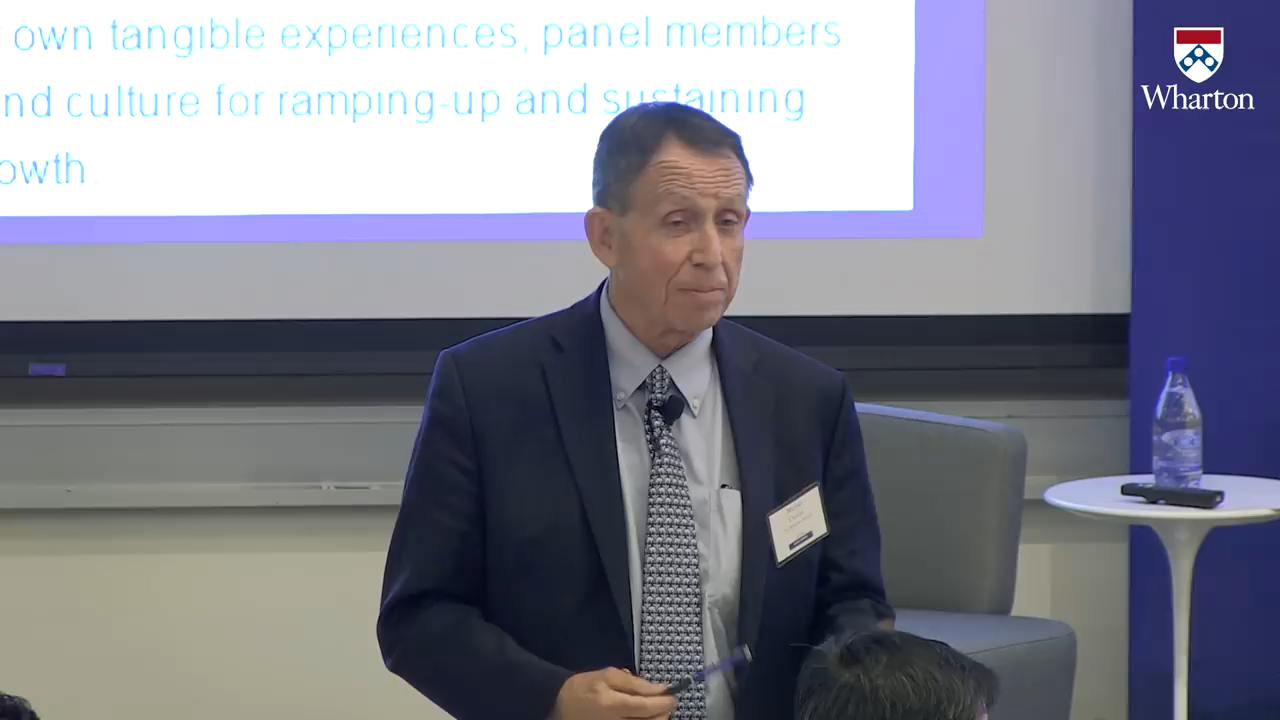 own tangible experiences, panel members
nd culture for ramping-up and sustaining
owth
Wharton